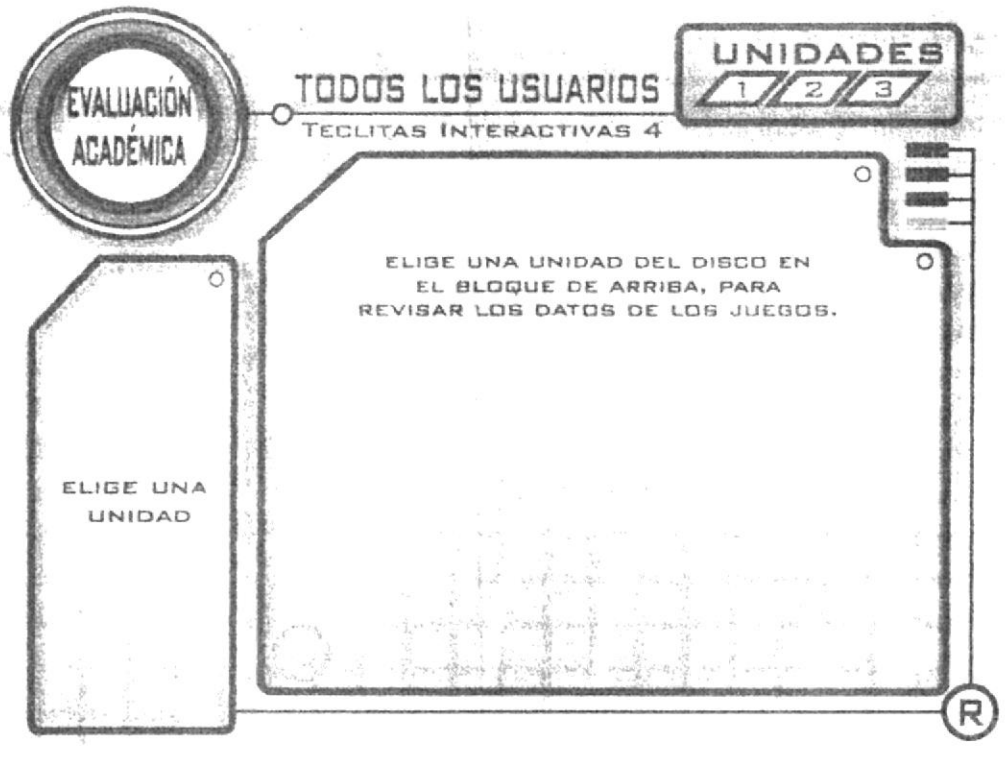 EVALUACIÓN
ACADÉMICA
TODOS LOS USUARIOS
TECLITAS INTERACTIVAS 4
UNIDADES
1 2 3
ELIGE UNA UNIDAD DEL DISCO EN
EL BLOQUE DE ARRIBA, PARA
REVISAR LOS DATOS DE LOS JUEGOS.
ELIGE UNA
UNIDAD
R